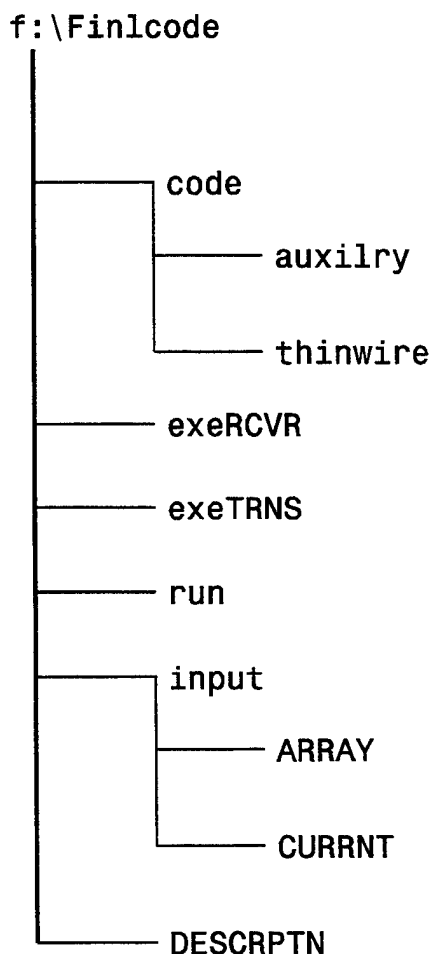 f:\Finlcode
code
auxilry
thinwire
exeRCVR
exeTRNS
run
input
ARRAY
CURRNT
DESCRPTN